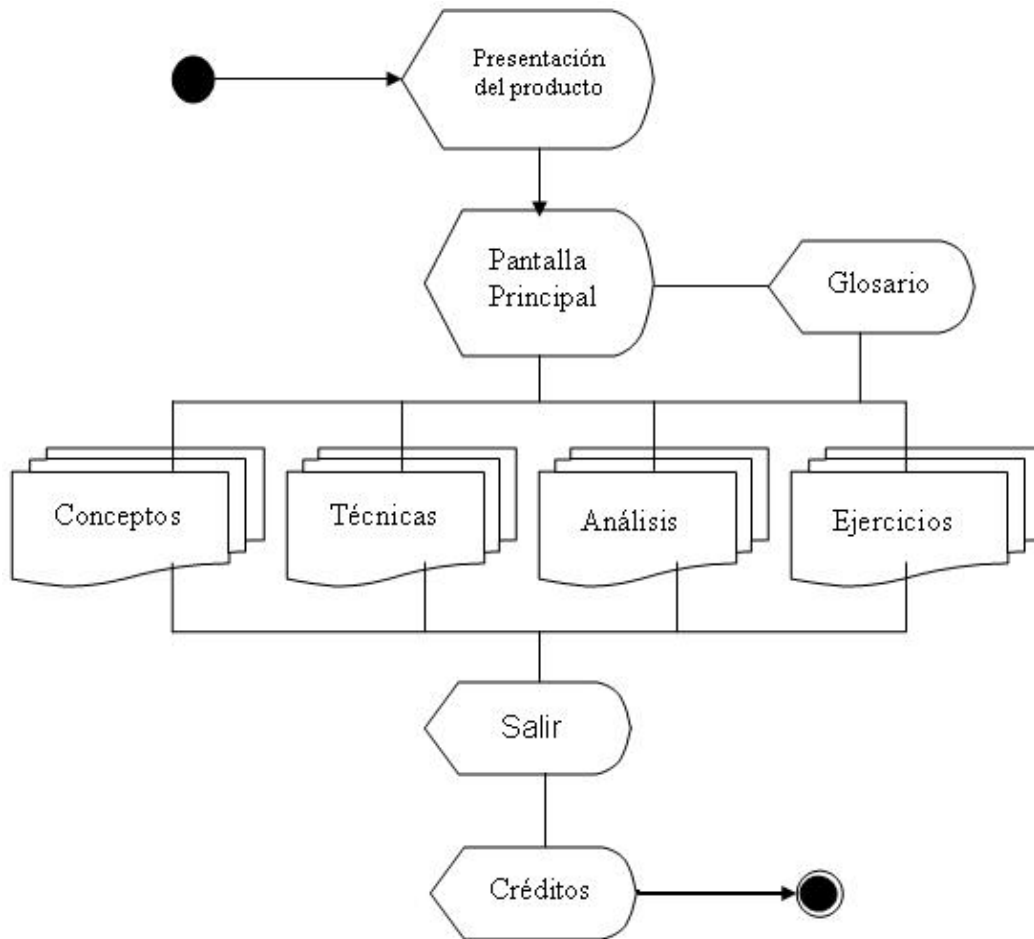 Presentación
del producto
Pantalla
Principal
Glosario
Conceptos
Técnicas
Análisis
Ejercicios
Salir
Créditos